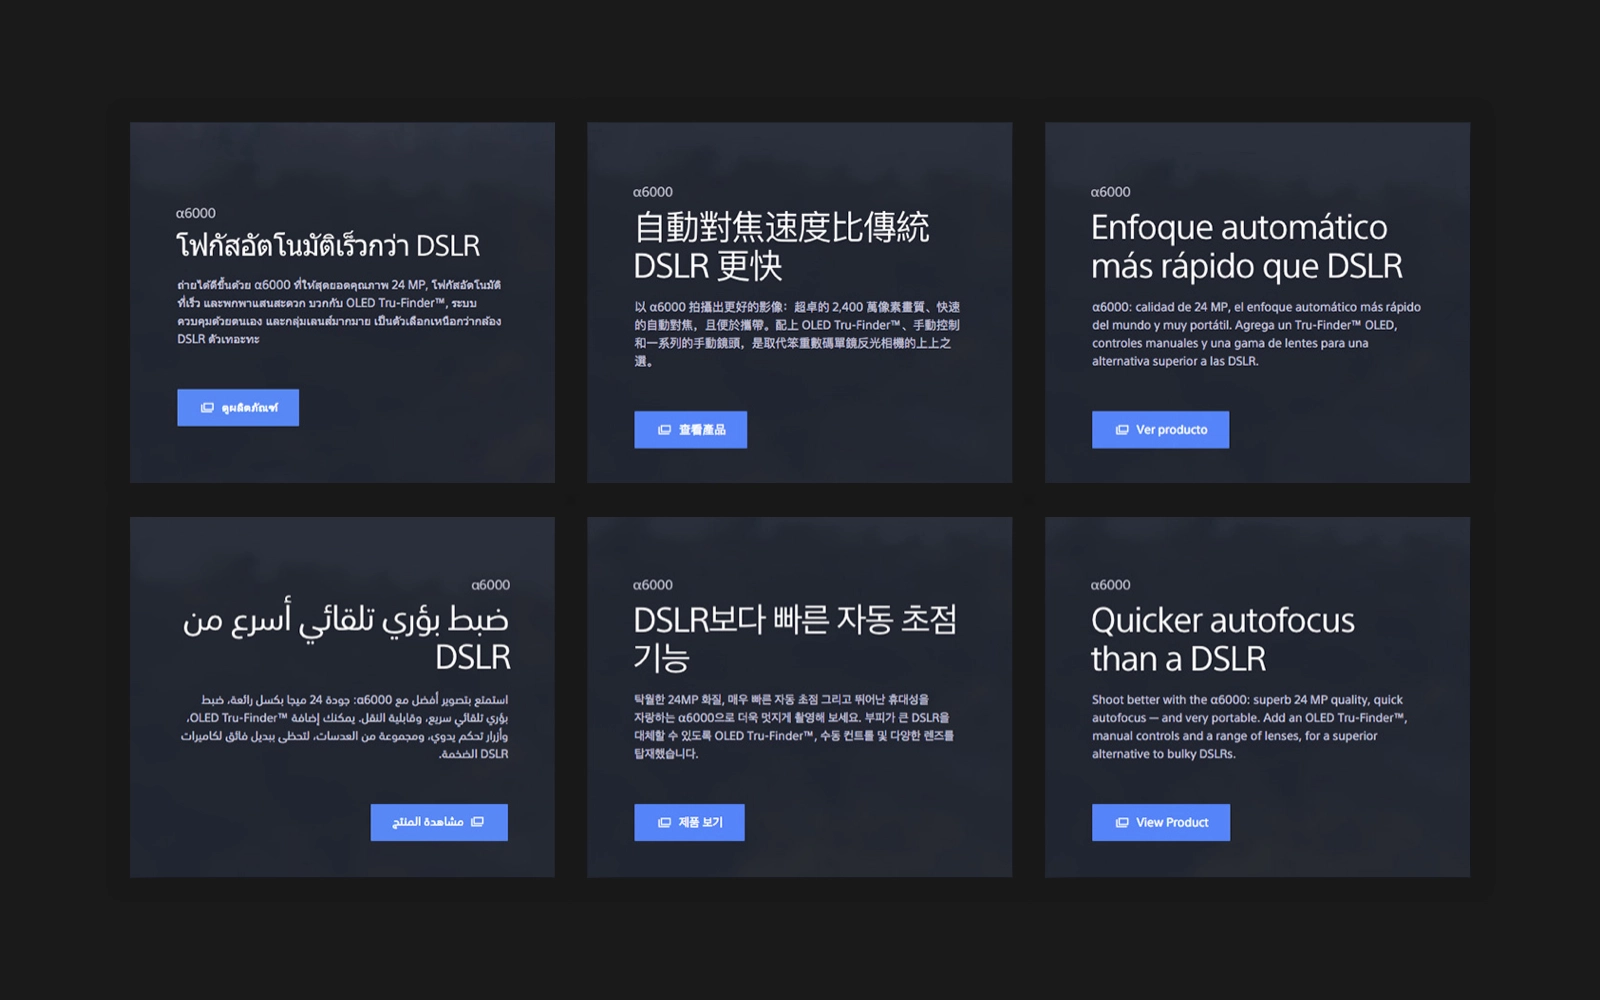 α6000
โฟกัสอัตโนมัติเร็วกว่า DSLR
ถ่ายได้ดีขึ้นด้วย α6000 ที่ให้สุดยอดคุณภาพ 24 MP, โฟกัสอัตโนมัติ
ที่เร็ว และพกพาแสนสะดวก บวกกับ OLED Tru-Finder™, ระบบ
ควบคุมด้วยตนเอง และกลุ่มเลนส์มากมาย เป็นตัวเลือกเหนือกว่ากล้อง
DSLR ตัวเทอะทะ
ดูผลิตภัณฑ์
α6000
自動對焦速度比傳統
DSLR 更快
以 α6000 拍攝出更好的影像：超卓的 2,400 萬像素畫質、快速
的自動對焦，且便於攜帶。配上 OLED Tru-Finder™、手動控制
和一系列的手動鏡頭，是取代笨重數碼單鏡反光相機的上上之
選。
查看產品
α6000
Enfoque automático
más rápido que DSLR
α6000: calidad de 24 MP, el enfoque automático más rápido
del mundo y muy portátil. Agrega un Tru-Finder™ OLED,
controles manuales y una gama de lentes para una
alternativa superior a las DSLR.
Ver producto
α6000
ضبط بؤري تلقائي أسرع من
DSLR
استمتع بتصوير أفضل مع α6000: جودة 24 ميجا بكسل رائعة، ضبط
بؤري تلقائي سريع، وقابلية النقل. يمكنك إضافة OLED Tru-Finder™،
وأزرار تحكم يدوي، ومجموعة من العدسات، لتحظى ببديل فائق لكاميرات
DSLR الضخمة.
مشاهدة المنتج
α6000
DSLR보다 빠른 자동 초점
기능
탁월한 24MP 화질, 매우 빠른 자동 초점 그리고 뛰어난 휴대성을
자랑하는 α6000으로 더욱 멋지게 촬영해 보세요. 부피가 큰 DSLR을
대체할 수 있도록 OLED Tru-Finder™, 수동 컨트롤 및 다양한 렌즈를
탑재했습니다.
제품 보기
α6000
Quicker autofocus
than a DSLR
Shoot better with the α6000: superb 24 MP quality, quick
autofocus — and very portable. Add an OLED Tru-Finder™,
manual controls and a range of lenses, for a superior
alternative to bulky DSLRs.
View Product